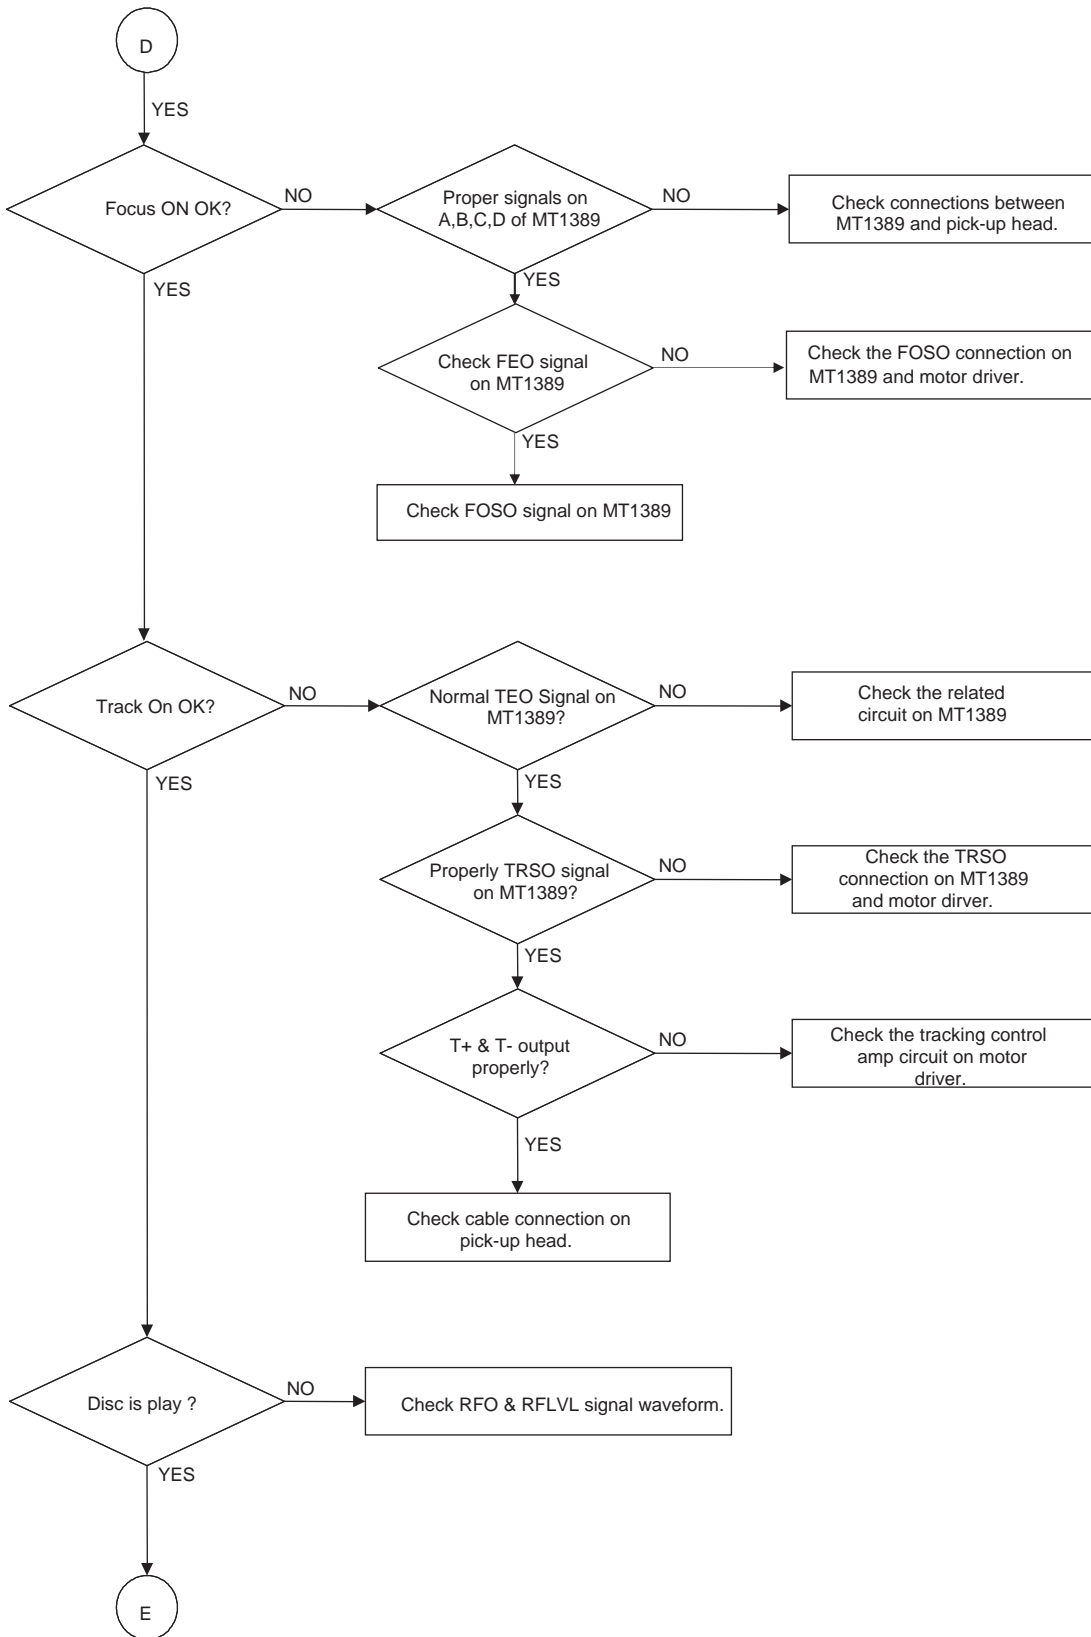 D
YES
Focus ON OK?
NO
Proper signals on
A,B,C,D of MT1389
NO
Check connections between
MT1389 and pick-up head.
YES
YES
Check FEO signal
on MT1389
NO
Check the FOSO connection on
MT1389 and motor driver.
YES
Check FOSO signal on MT1389
Track On OK?
NO
Normal TEO Signal on
MT1389?
NO
Check the related
circuit on MT1389
YES
YES
Properly TRSO signal
on MT1389?
NO
Check the TRSO
connection on MT1389
and motor dirver.
YES
T+ & T- output
properly?
NO
Check the tracking control
amp circuit on motor
driver.
YES
Check cable connection on
pick-up head.
Disc is play ?
NO
Check RFO & RFLVL signal waveform.
YES
E